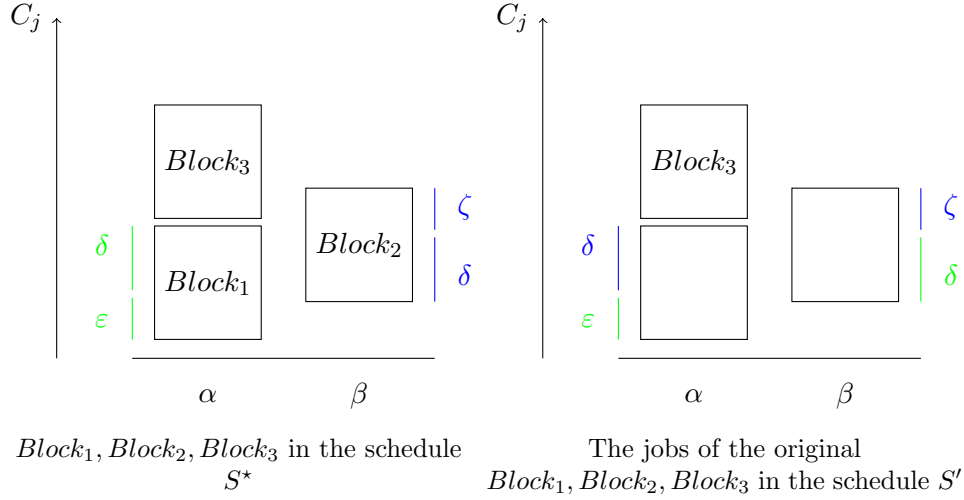 C_j
Block_3
δ
ζ
Block_2
Block_1
δ
ε
α
β
Block_1, Block_2, Block_3 in the schedule
S⋆
C_j
Block_3
δ
ζ
δ
ε
α
β
The jobs of the original
Block_1, Block_2, Block_3 in the schedule S′